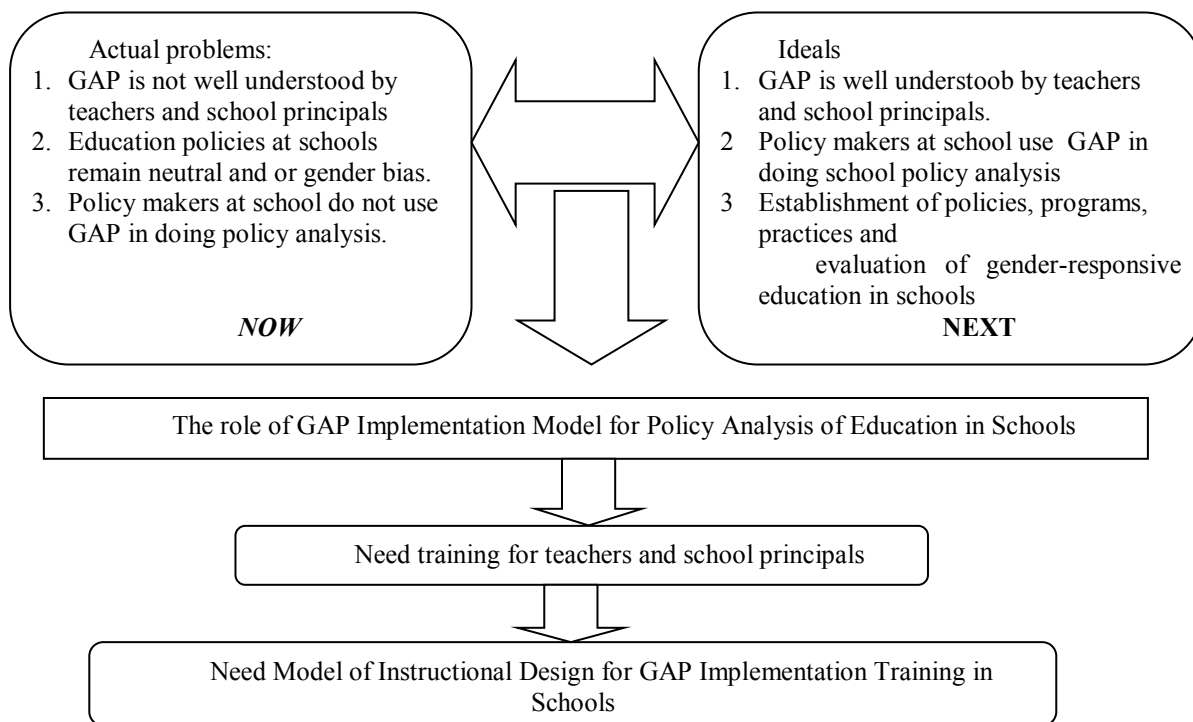 Actual problems:
1. GAP is not well understood by
teachers and school principals
2. Education policies at schools
remain neutral and or gender bias.
3. Policy makers at school do not use
GAP in doing policy analysis.
NOW
Ideals
1. GAP is well understoob by teachers
and school principals.
2 Policy makers at school use GAP in
doing school policy analysis
3 Establishment of policies, programs,
practices and
evaluation of gender-responsive
education in schools
NEXT
The role of GAP Implementation Model for Policy Analysis of Education in Schools
Need training for teachers and school principals
Need Model of Instructional Design for GAP Implementation Training in
Schools